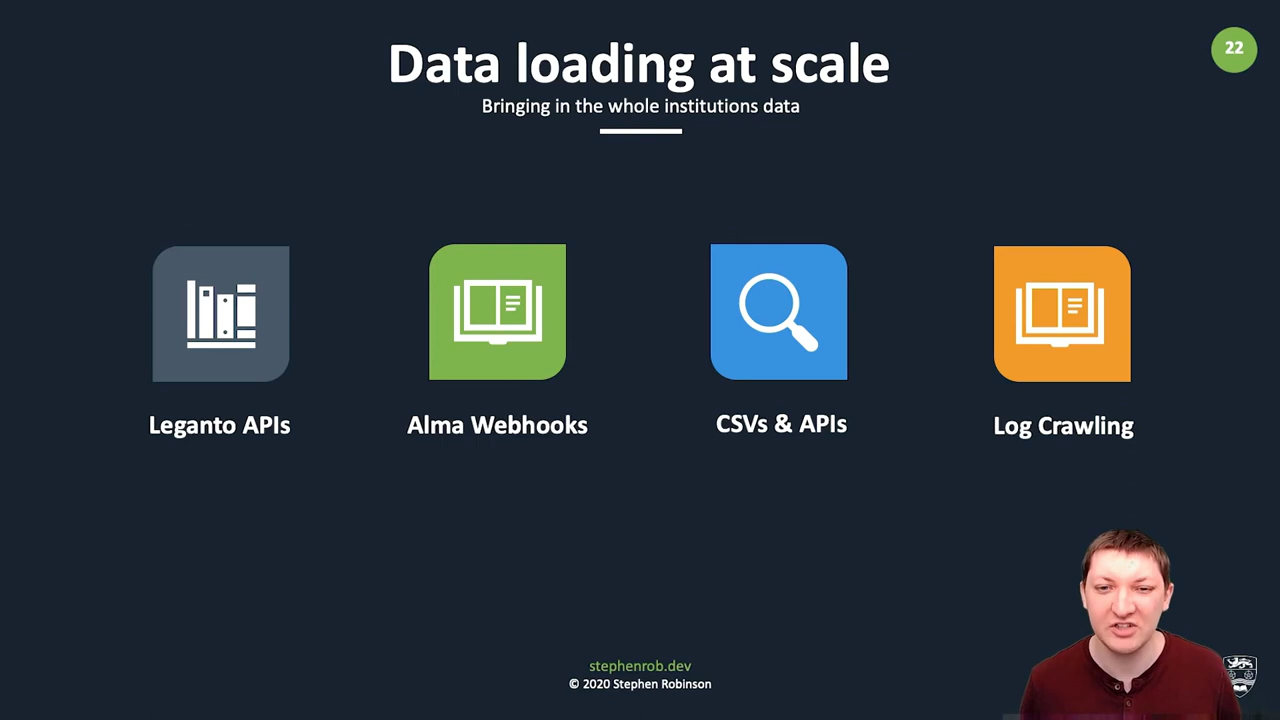 Data loading at scale
22
Bringing in the whole institutions data
Leganto APIs
Alma Webhooks
CSVs & APIs
Log Crawling
stephenrob.dev
© 2020 Stephen Robinson